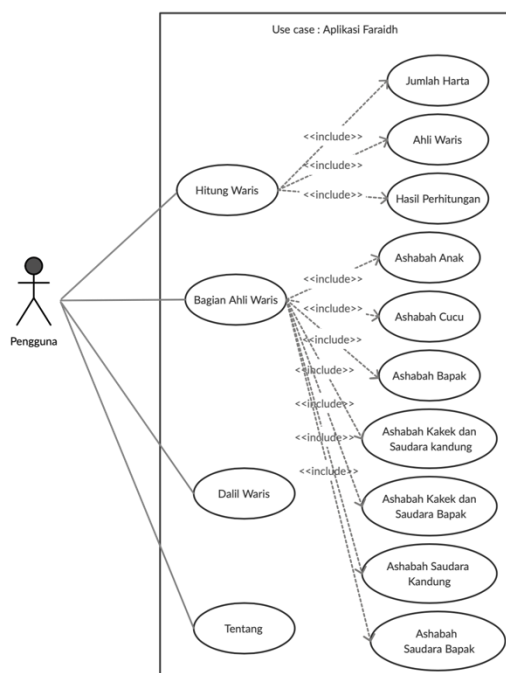 Use case : Aplikasi Faraidh
Jumlah Harta
<<include>>
Ahli Waris
<<include>>
Hitung Waris
<<include>>
Hasil Perhitungan
Ashabah Anak
<<include>>
Bagian Ahli Waris
<<include>>
Ashabah Cucu
Pengguna
<<include>>
Ashabah Bapak
<<include>>
<<include>>
Ashabah Kakek dan
Saudara kandung
<<include>>
Dalil Waris
Ashabah Kakek dan
Saudara Bapak
Ashabah Saudara
Kandung
Tentang
Ashabah
Saudara Bapak